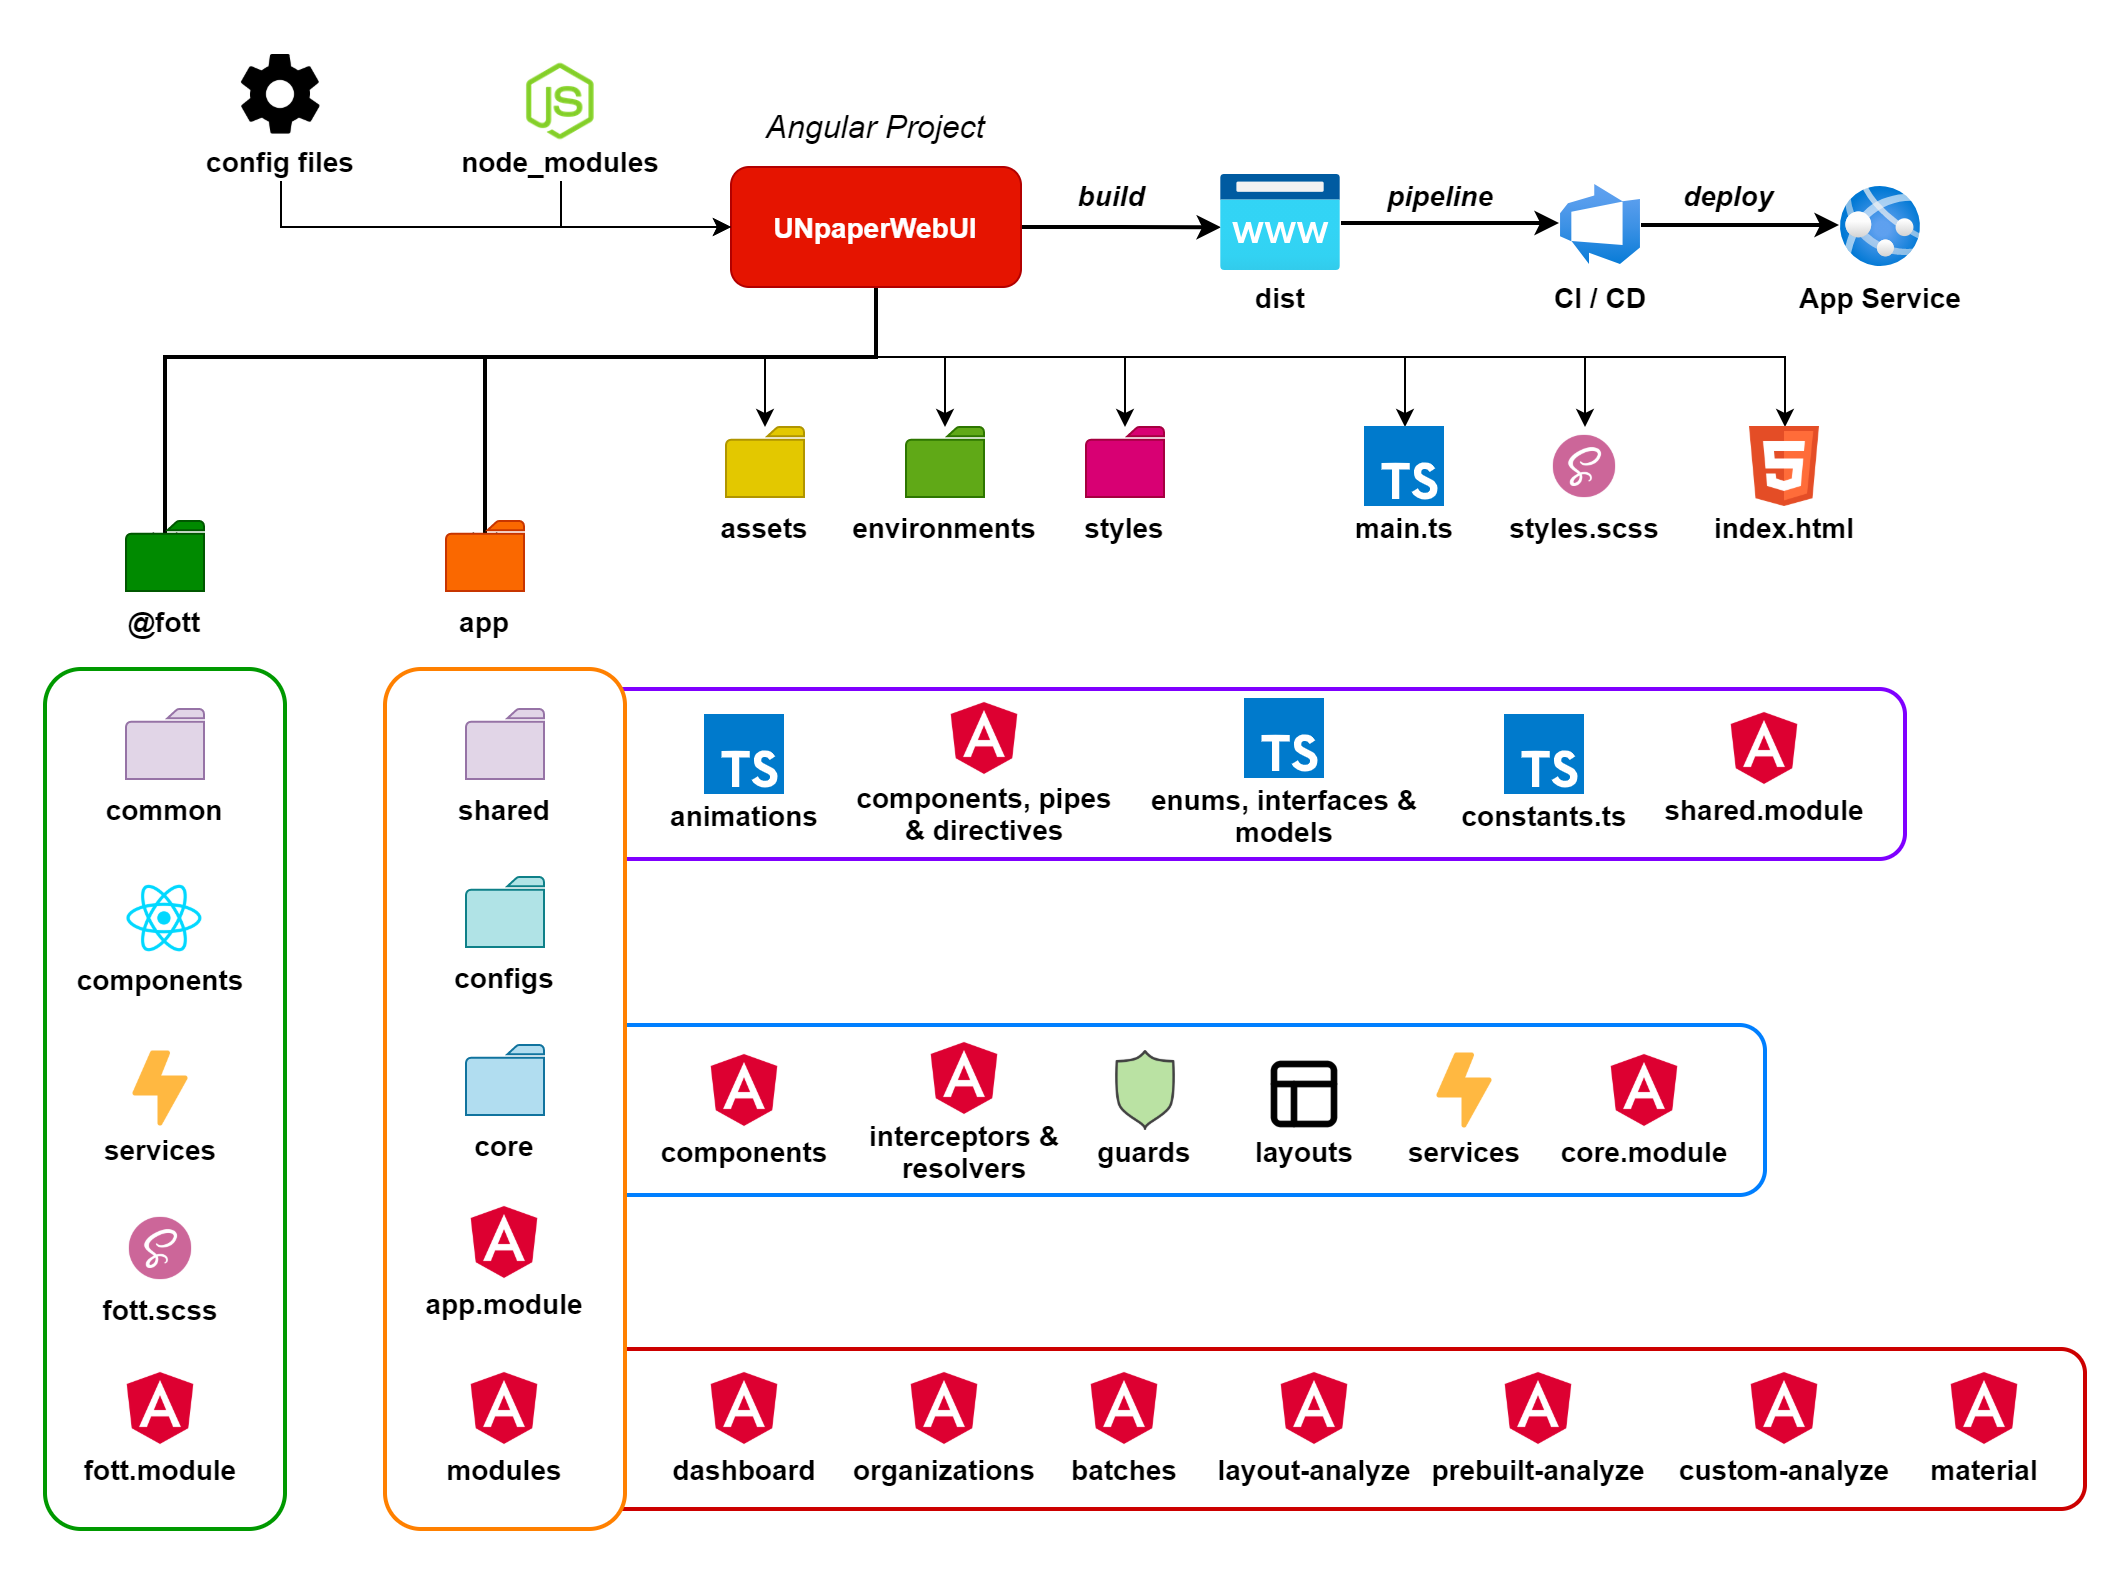 config files
JS
node_modules
Angular Project
UNpaperWebUI
build
www
dist
pipeline
CI / CD
deploy
App Service
assets
environments
styles
TS
main.ts
styles.scss
5
index.html
@fott
app
common
components
services
fott.scss
A
fott.module
shared
configs
core
A
app.module
A
modules
TS
animations
A
components, pipes
& directives
TS
enums, interfaces &
models
TS
constants.ts
A
shared.module
A
components
A
interceptors &
resolvers
guards
layouts
services
A
core.module
A
dashboard
A
organizations
A
batches
A
layout-analyze
A
prebuilt-analyze
A
custom-analyze
A
material